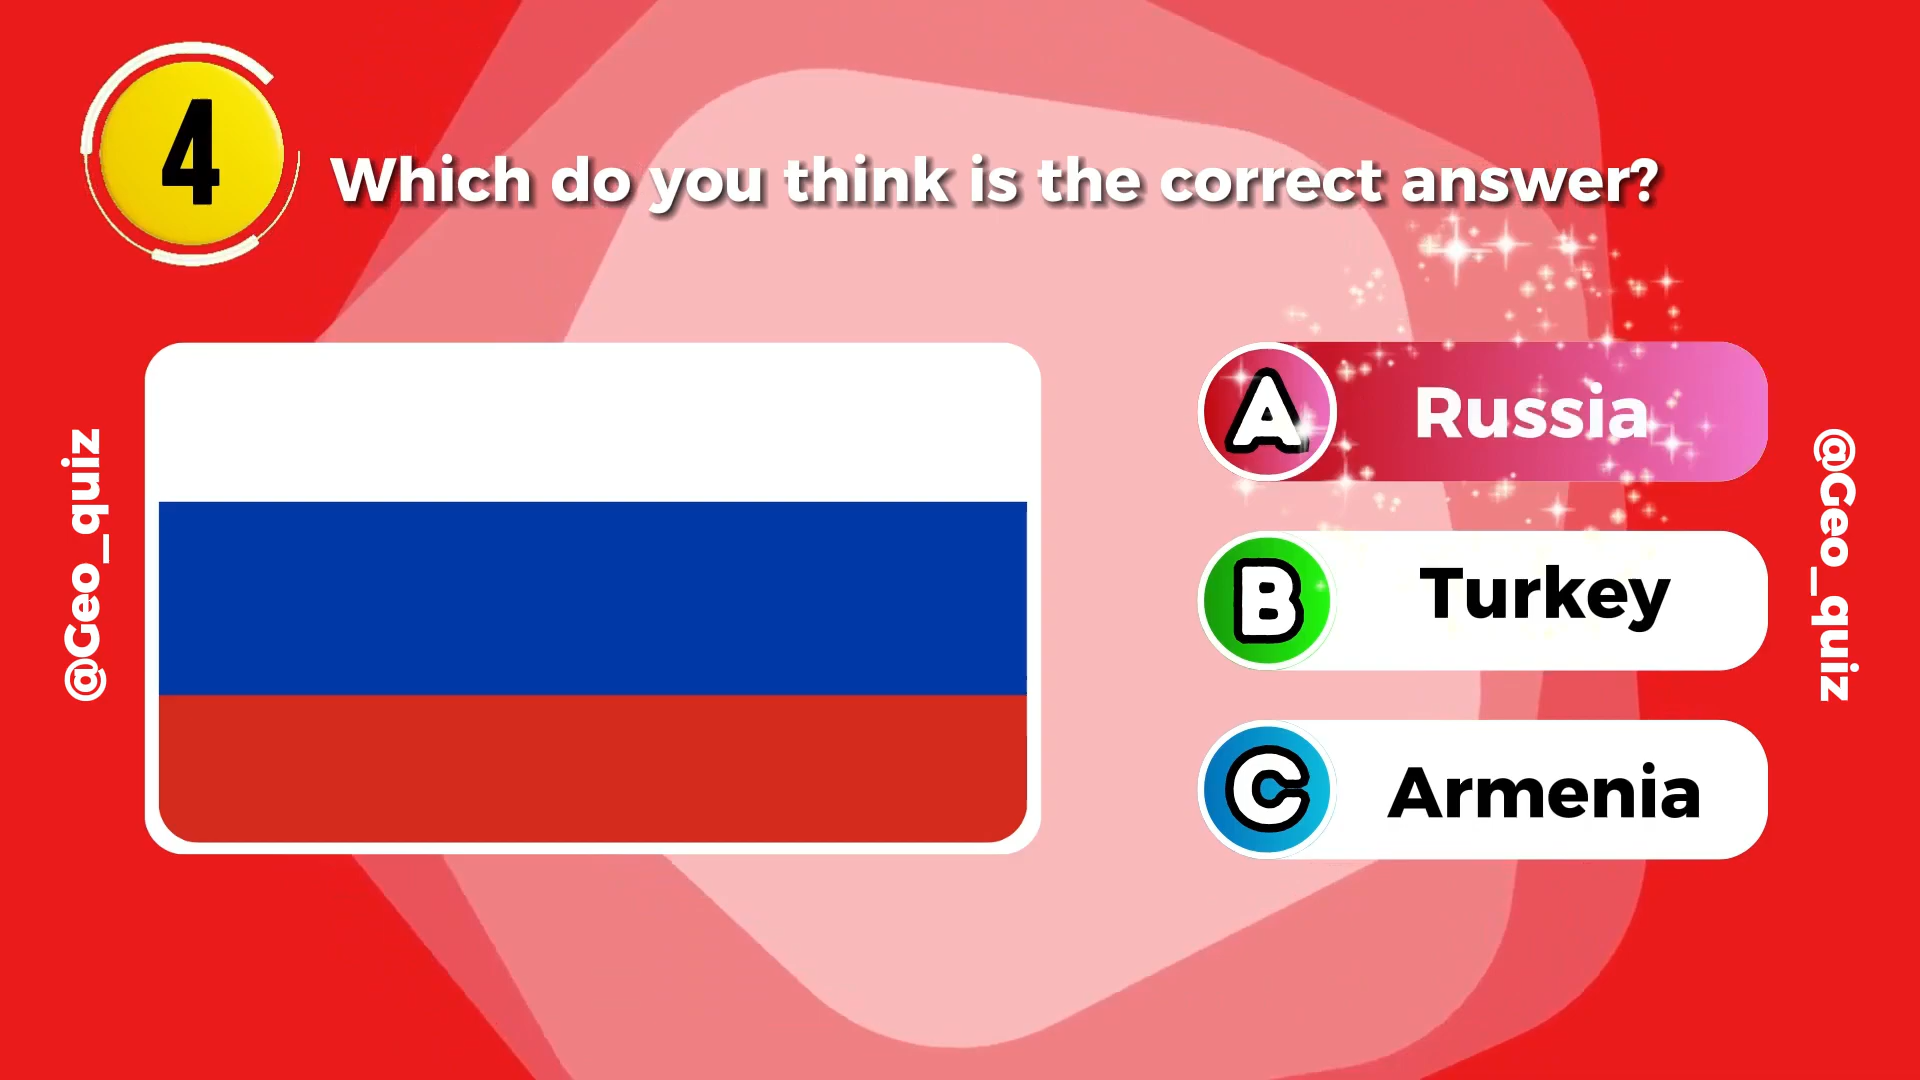 4
Which do you think is the correct answer?
@Geo_quiz
A Russia
B Turkey
C Armenia
@Geo_quiz